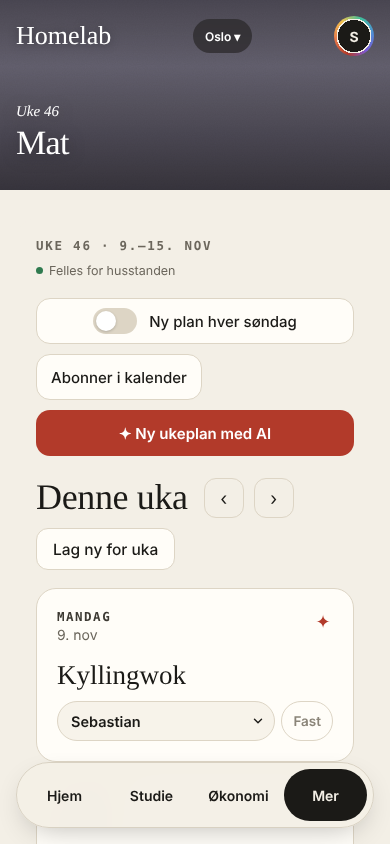 Homelab
Oslo ▾
S
Uke 46
Mat
UKE 46 · 9.–15. NOV
Felles for husstanden
Ny plan hver søndag
Abonner i kalender
✦ Ny ukeplan med AI
Denne uka
‹ ›
Lag ny for uka
MANDAG
✦
9. nov
Kyllingwok
Sebastian
Fast
Hjem Studie Økonomi Mer